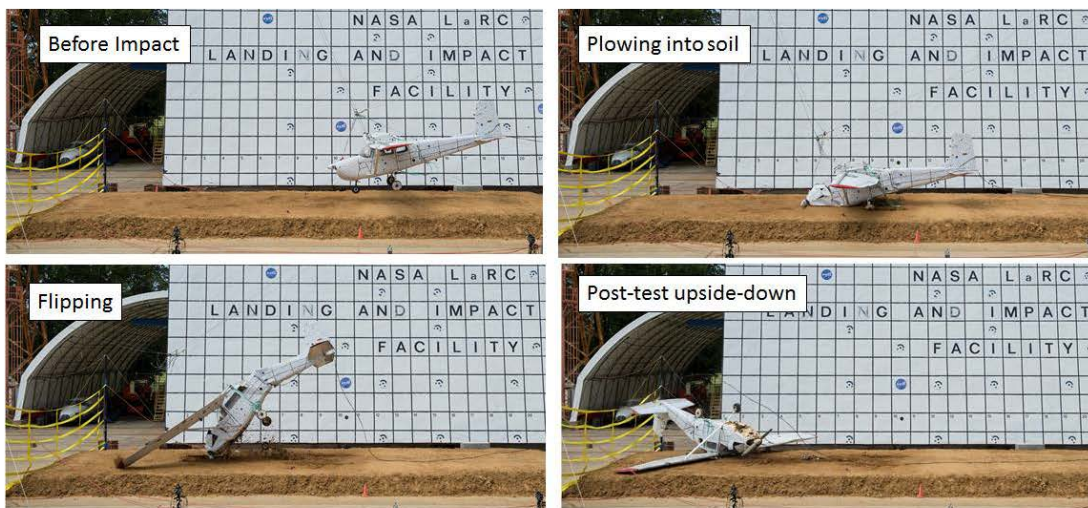 Before Impact
NASA LaRC
LANDING AND IMPACT
FACILITY
Plowing into soil
NASA LaRC
LANDING AND IMPACT
FACILITY
Flipping
NASA LaRC
LANDING AND IMPACT
FACILITY
Post-test upside-down
NASA LaRC
LANDING AND IMPACT
FACILITY